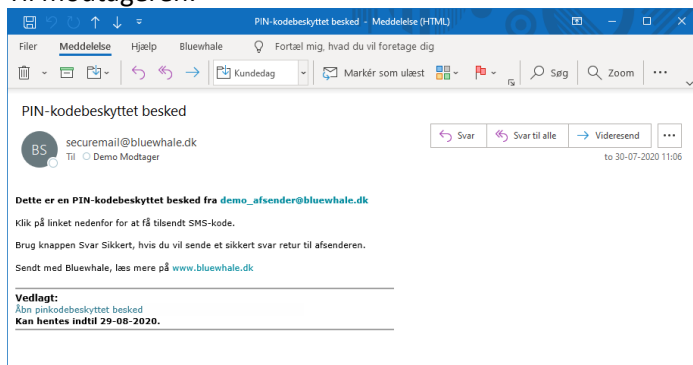 PIN-kodebeskyttet besked - Meddelelse (HTML)
Filer Meddelelse Hjælp Bluewhale Fortæl mig, hvad du vil foretage dig
Kundedag Markér som ulæst Søg Zoom
PIN-kodebeskyttet besked
BS
securemail@bluewhale.dk
Til Demo Modtager
Svar Svar til alle Videresend
to 30-07-2020 11:06
Dette er en PIN-kodebeskyttet besked fra demo_afsender@bluewhale.dk
Klik på linket nedenfor for at få tilsendt SMS-kode.
Brug knappen Svar Sikkert, hvis du vil sende et sikkert svar retur til afsenderen.
Sendt med Bluewhale, læs mere på www.bluewhale.dk
Vedlagt:
Åbn pinkodebeskyttet besked
Kan hentes indtil 29-08-2020.